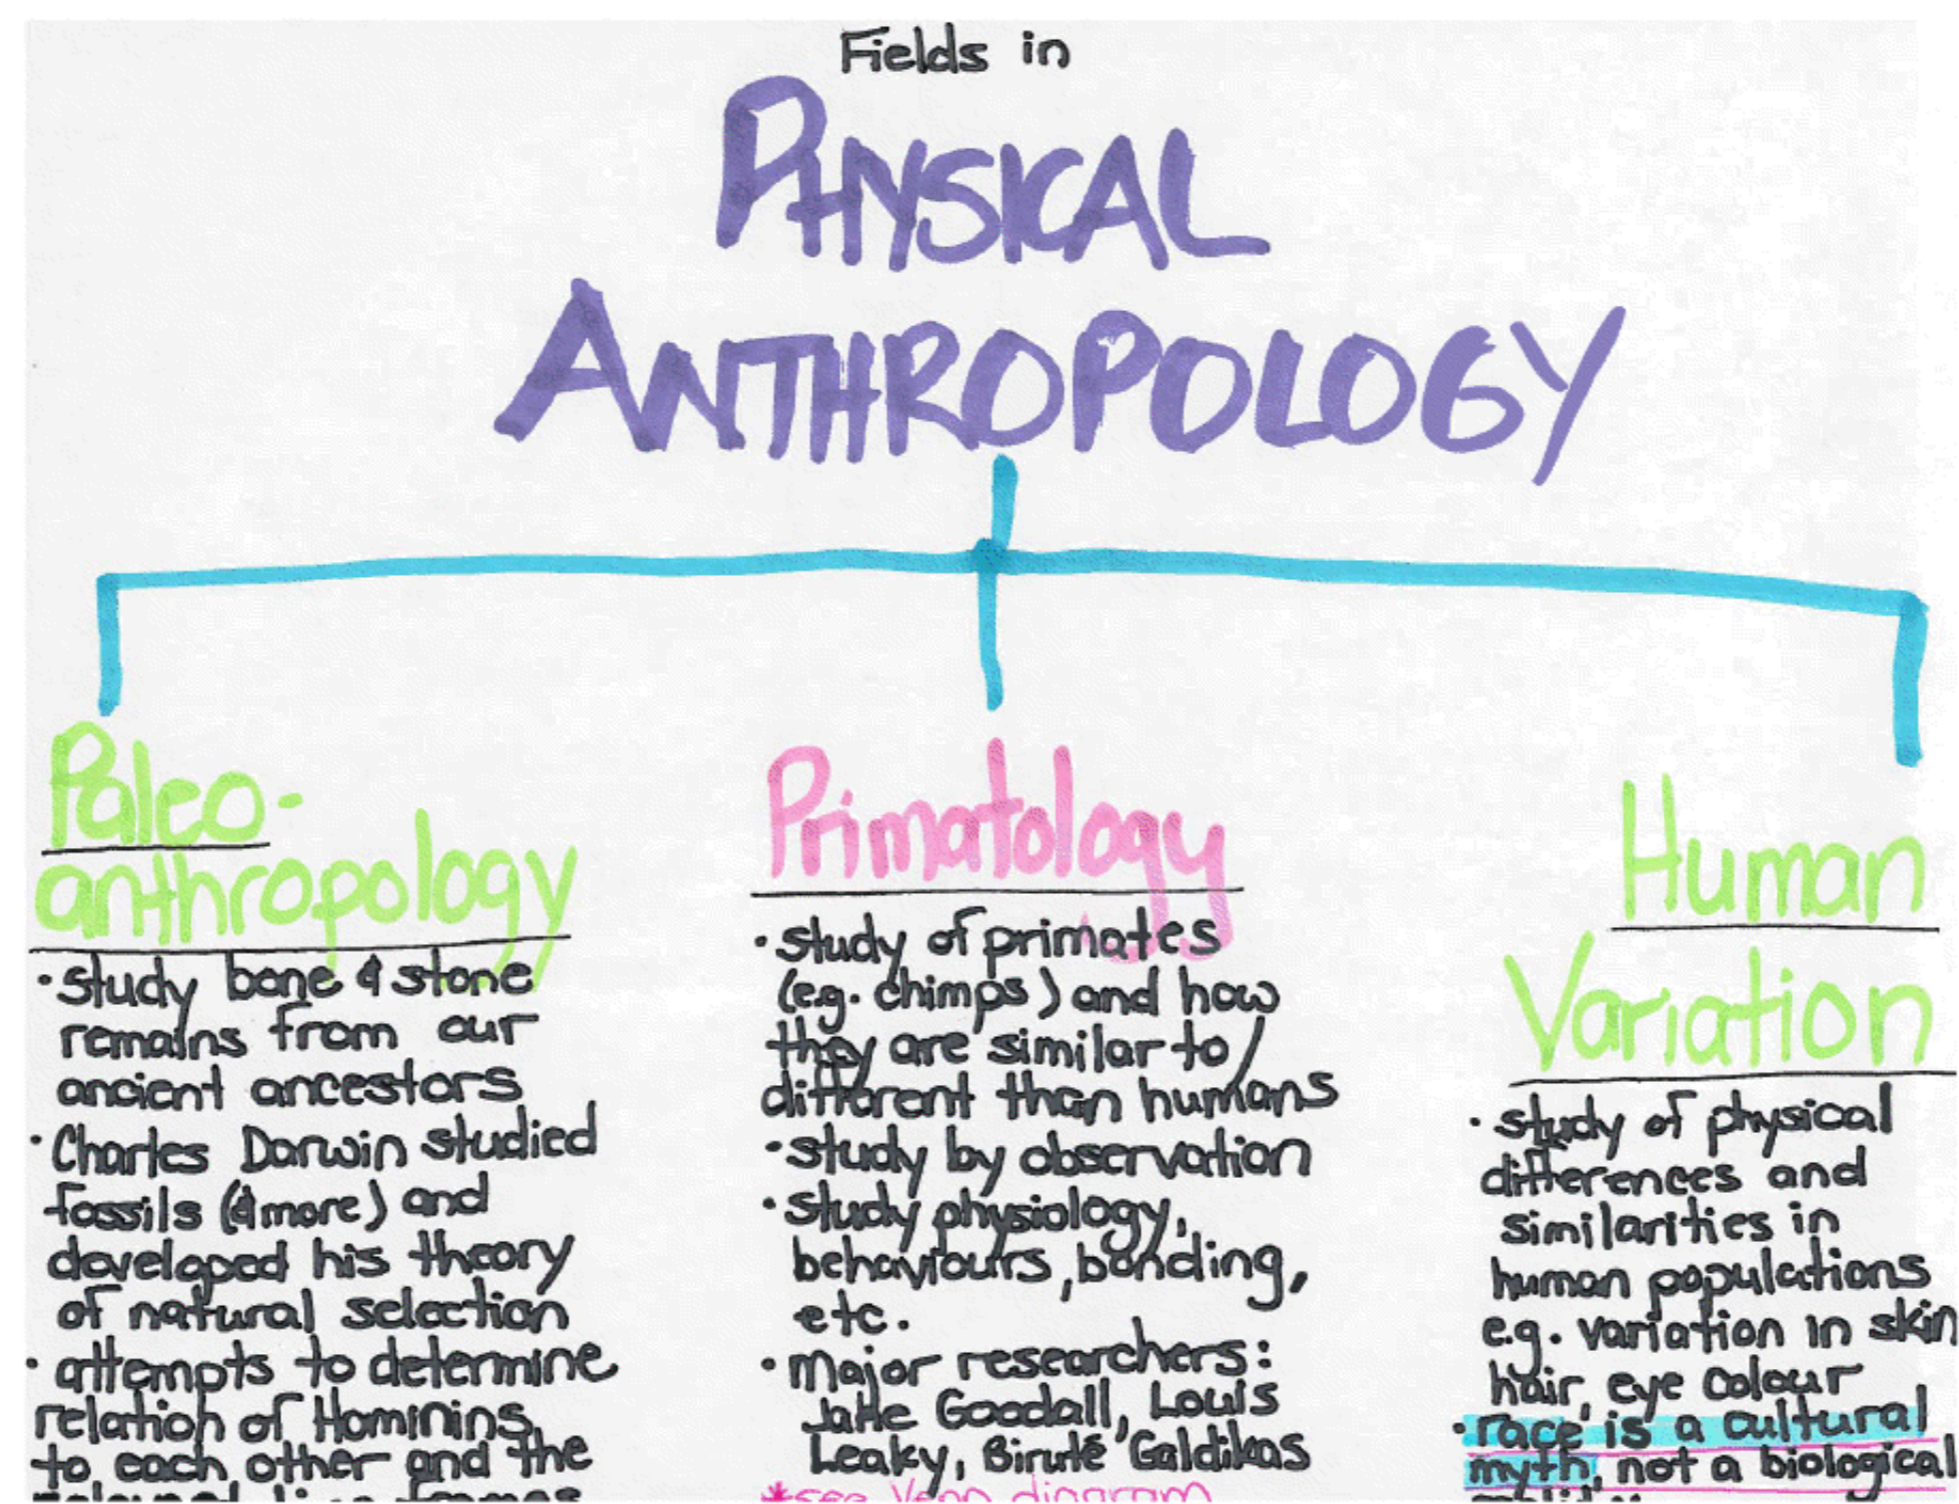 Fields in
PHYSICAL
ANTHROPOLOGY
Paleo-
anthropology
• study bone & stone
remains from our
ancient ancestors
• Charles Darwin studied
fossils (& more) and
developed his theory
of natural selection
• attempts to determine
relation of Hominins
to each other and the
Primatology
• study of primates
(e.g. chimps) and how
they are similar to/
different than humans
• study by observation
• study physiology,
behaviours, bonding,
etc.
• Major researchers:
Jane Goodall, Louis
Leaky, Biruté Galdikas
*see Venn diagram
Human
Variation
• study of physical
differences and
similarities in
human populations
e.g. variation in skin
hair, eye colour
• race is a cultural
myth, not a biological